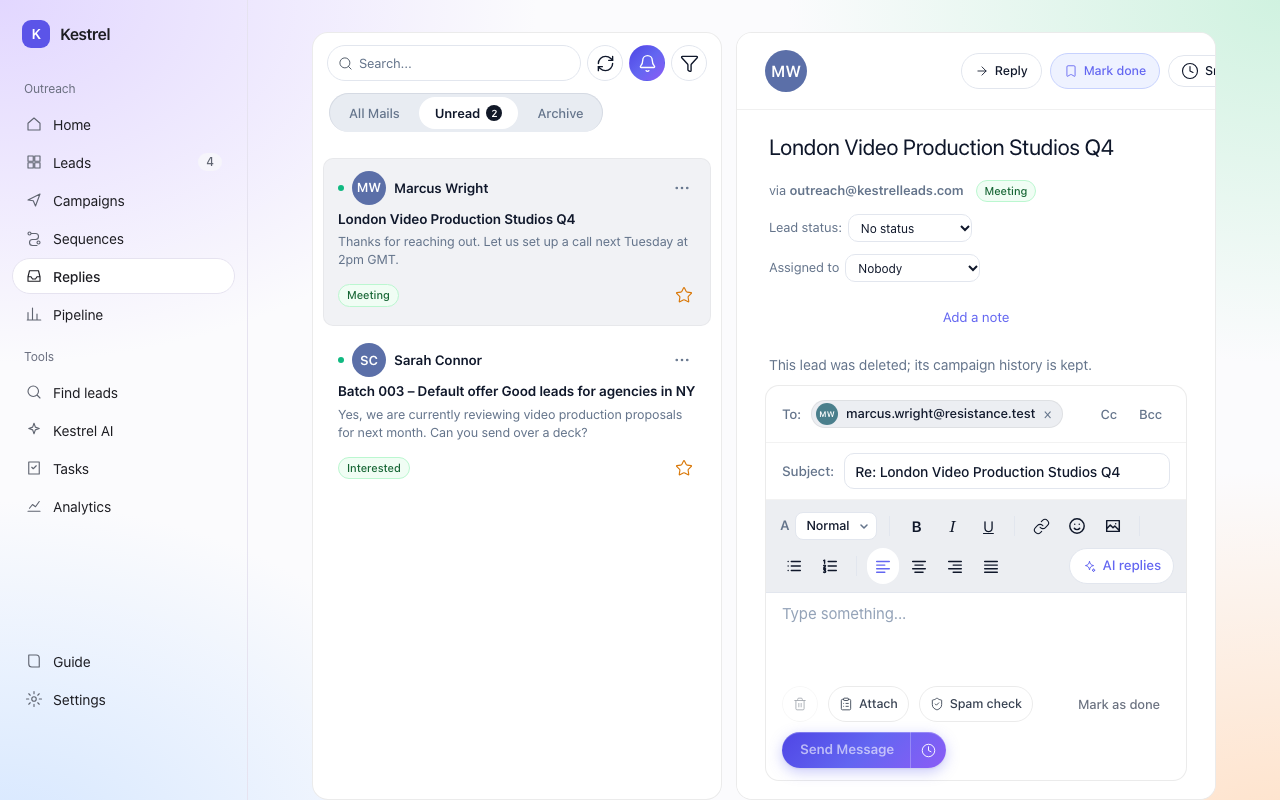 K Kestrel
Outreach
Home
Leads 4
Campaigns
Sequences
Replies
Pipeline
Tools
Find leads
Kestrel AI
Tasks
Analytics
Guide
Settings
Search...
All Mails Unread 2 Archive
MW Marcus Wright
London Video Production Studios Q4
Thanks for reaching out. Let us set up a call next Tuesday at
2pm GMT.
Meeting
SC Sarah Connor
Batch 003 – Default offer Good leads for agencies in NY
Yes, we are currently reviewing video production proposals
for next month. Can you send over a deck?
Interested
MW Reply Mark done
London Video Production Studios Q4
via outreach@kestrelleads.com Meeting
Lead status: No status
Assigned to Nobody
Add a note
This lead was deleted; its campaign history is kept.
To: MW marcus.wright@resistance.test × Cc Bcc
Subject: Re: London Video Production Studios Q4
A Normal B I U
AI replies
Type something...
Attach Spam check Mark as done
Send Message